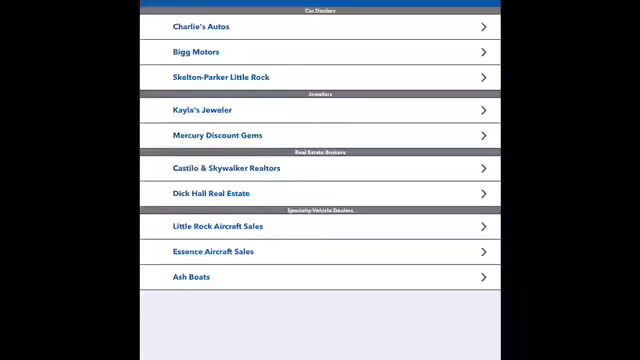 Car Dealers
Charlie's Autos
Bigg Motors
Skelton-Parker Little Rock
Jewellers
Kayla's Jeweler
Mercury Discount Gems
Real Estate Brokers
Castilo & Skywalker Realtors
Dick Hall Real Estate
Specialty Vehicle Dealers
Little Rock Aircraft Sales
Essence Aircraft Sales
Ash Boats